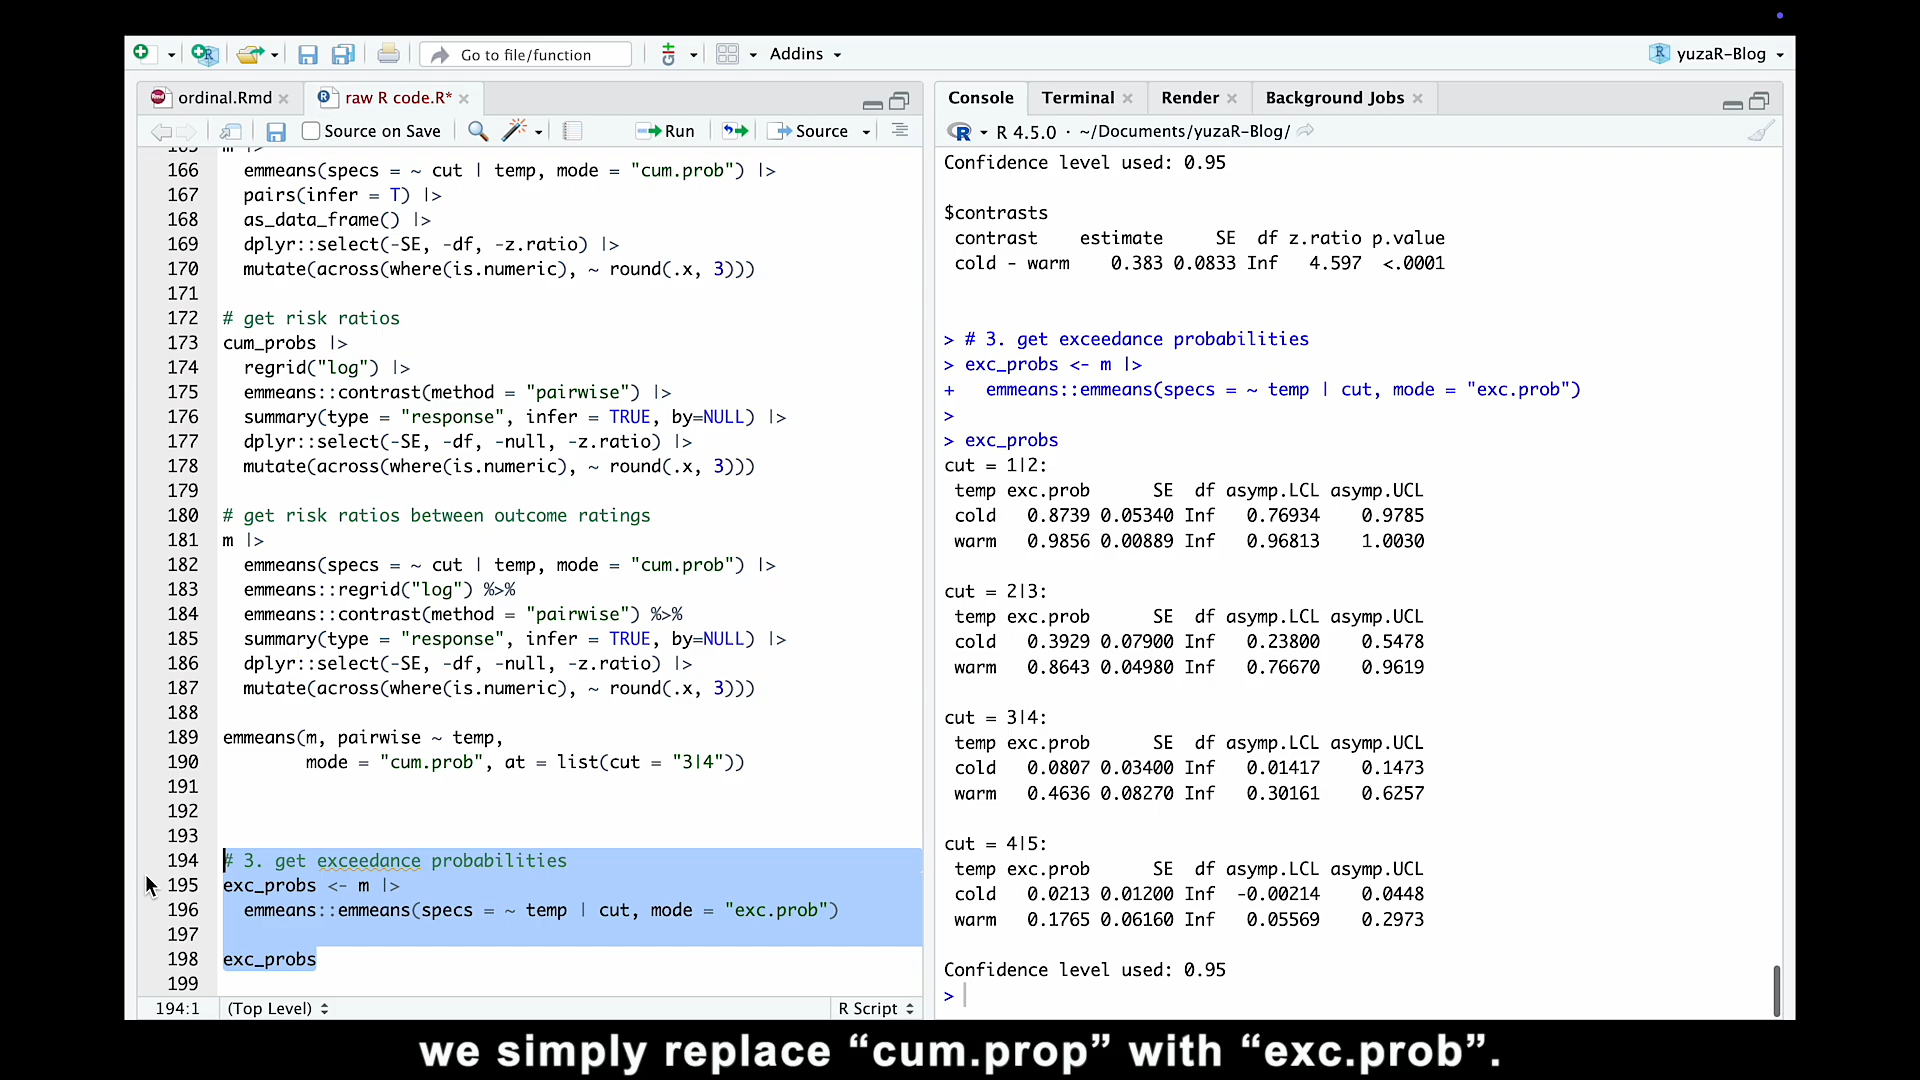 Go to file/function
Addins
yuzaR-Blog
ordinal.Rmd
raw R code.R*
Source on Save
Run
Source
166 emmeans(specs = ~ cut | temp, mode = "cum.prob") |>
167 pairs(infer = T) |>
168 as_data_frame() |>
169 dplyr::select(-SE, -df, -z.ratio) |>
170 mutate(across(where(is.numeric), ~ round(.x, 3)))
171
172 # get risk ratios
173 cum_probs |>
174 regrid("log") |>
175 emmeans::contrast(method = "pairwise") |>
176 summary(type = "response", infer = TRUE, by=NULL) |>
177 dplyr::select(-SE, -df, -null, -z.ratio) |>
178 mutate(across(where(is.numeric), ~ round(.x, 3)))
179
180 # get risk ratios between outcome ratings
181 m |>
182 emmeans(specs = ~ cut | temp, mode = "cum.prob") |>
183 emmeans::regrid("log") %>%
184 emmeans::contrast(method = "pairwise") %>%
185 summary(type = "response", infer = TRUE, by=NULL) |>
186 dplyr::select(-SE, -df, -null, -z.ratio) |>
187 mutate(across(where(is.numeric), ~ round(.x, 3)))
188
189 emmeans(m, pairwise ~ temp,
190 mode = "cum.prob", at = list(cut = "3|4"))
191
192
193
194 # 3. get exceedance probabilities
195 exc_probs <- m |>
196 emmeans::emmeans(specs = ~ temp | cut, mode = "exc.prob")
197
198 exc_probs
199
194:1 (Top Level) R Script
Console Terminal Render Background Jobs
R 4.5.0 · ~/Documents/yuzaR-Blog/
Confidence level used: 0.95
$contrasts
contrast estimate SE df z.ratio p.value
cold - warm 0.383 0.0833 Inf 4.597 <.0001
> # 3. get exceedance probabilities
> exc_probs <- m |>
+ emmeans::emmeans(specs = ~ temp | cut, mode = "exc.prob")
>
> exc_probs
cut = 1|2:
temp exc.prob SE df asymp.LCL asymp.UCL
cold 0.8739 0.05340 Inf 0.76934 0.9785
warm 0.9856 0.00889 Inf 0.96813 1.0030
cut = 2|3:
temp exc.prob SE df asymp.LCL asymp.UCL
cold 0.3929 0.07900 Inf 0.23800 0.5478
warm 0.8643 0.04980 Inf 0.76670 0.9619
cut = 3|4:
temp exc.prob SE df asymp.LCL asymp.UCL
cold 0.0807 0.03400 Inf 0.01417 0.1473
warm 0.4636 0.08270 Inf 0.30161 0.6257
cut = 4|5:
temp exc.prob SE df asymp.LCL asymp.UCL
cold 0.0213 0.01200 Inf -0.00214 0.0448
warm 0.1765 0.06160 Inf 0.05569 0.2973
Confidence level used: 0.95
>
we simply replace “cum.prop” with “exc.prob”.